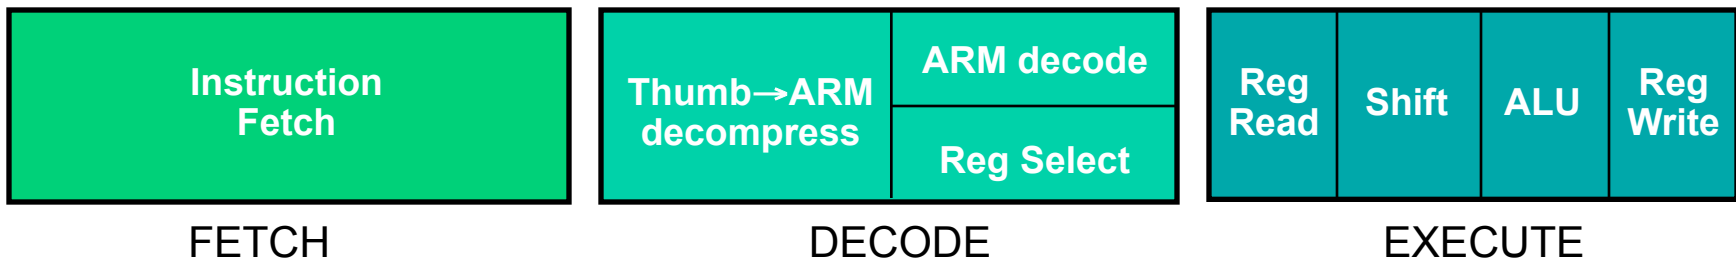 Instruction
Fetch
Thumb→ARM
decompress
ARM decode
Reg Select
Reg
Read
Shift
ALU
Reg
Write
FETCH
DECODE
EXECUTE